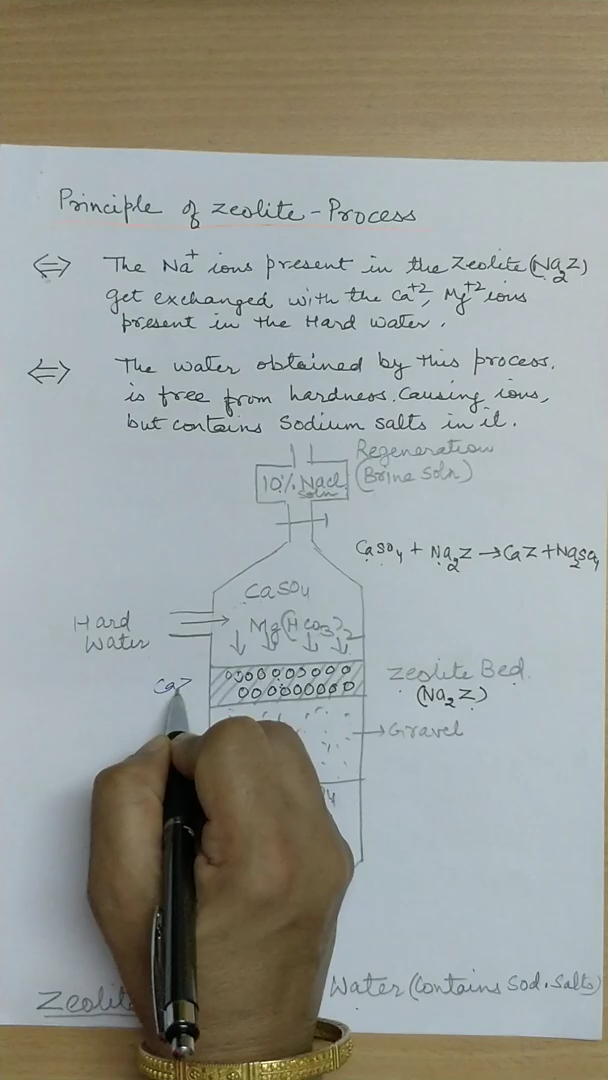 Principle of Zeolite-Process
⇔ The Na⁺ ions present in the Zeolite (Na₂Z)
get exchanged with the Ca⁺², Mg⁺² ions
present in the Hard water.
⇔ The water obtained by this process.
is free from hardness. Causing ions,
but contains Sodium salts in it.
Regeneration
(Brine Soln)
10% Nacl
soln
CaSO₄ + Na₂Z → CaZ + Na₂SO₄
CaSO₄
Mg(HCO₃)₂
Hard
Water
CaZ
Zeolite Bed.
(Na₂Z)
Gravel
Zeolite
Water (Contains Sod. Salts)